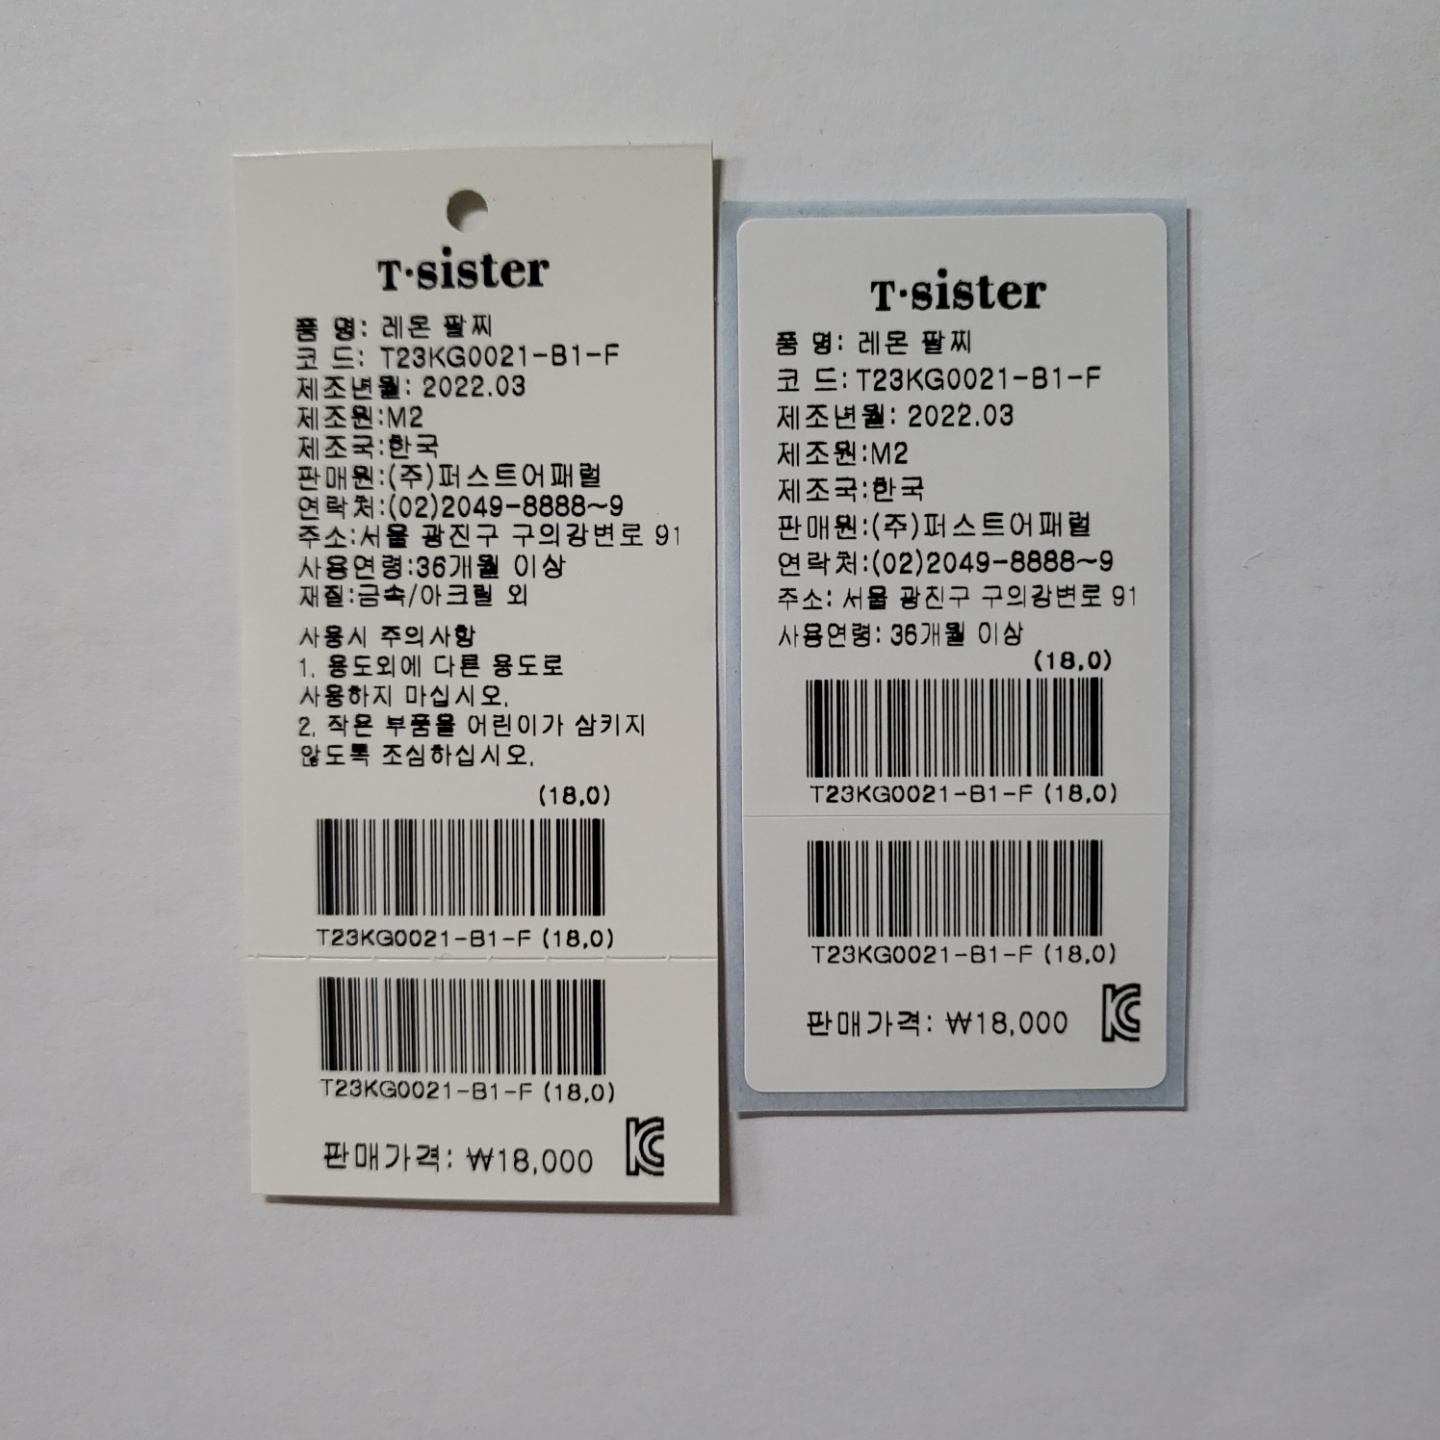 T·sister
품 명: 레몬 팔찌
코 드: T23KG0021-B1-F
제조년월: 2022.03
제조원:M2
제조국:한국
판매원:(주)퍼스트어패럴
연락처:(02)2049-8888~9
주소:서울 광진구 구의강변로 91
사용연령:36개월 이상
재질:금속/아크릴 외
사용시 주의사항
1. 용도외에 다른 용도로
사용하지 마십시오.
2. 작은 부품을 어린이가 삼키지
않도록 조심하십시오.
(18.0)
T23KG0021-B1-F (18.0)
T23KG0021-B1-F (18.0)
판매가격: ₩18,000
KC
T·sister
품 명: 레몬 팔찌
코 드: T23KG0021-B1-F
제조년월: 2022.03
제조원:M2
제조국:한국
판매원:(주)퍼스트어패럴
연락처:(02)2049-8888~9
주소: 서울 광진구 구의강변로 91
사용연령: 36개월 이상
(18.0)
T23KG0021-B1-F (18.0)
T23KG0021-B1-F (18.0)
판매가격: ₩18,000
KC